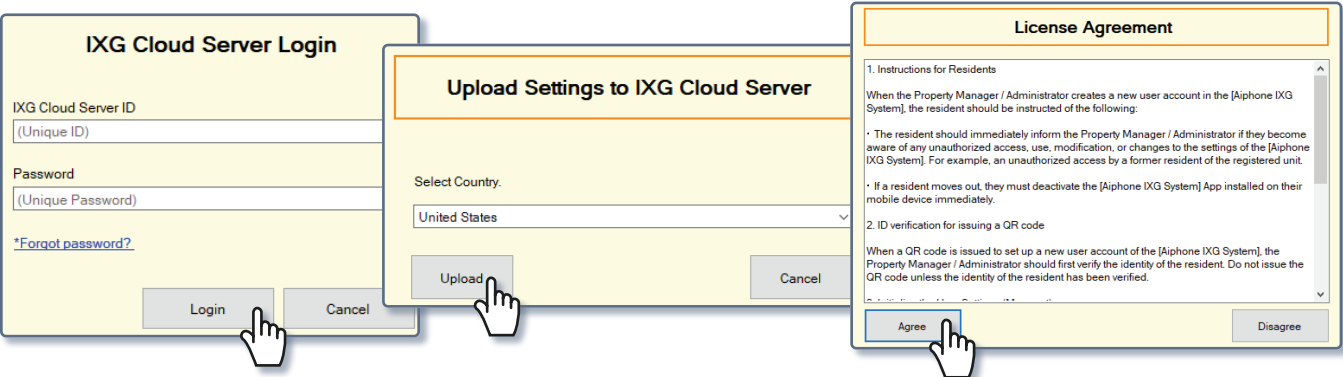 IXG Cloud Server Login
IXG Cloud Server ID
(Unique ID)
Password
(Unique Password)
*Forgot password?
Login
Cancel
Upload Settings to IXG Cloud Server
Select Country.
United States
Upload
Cancel
License Agreement
1. Instructions for Residents
When the Property Manager / Administrator creates a new user account in the [Aiphone IXG
System], the resident should be instructed of the following:
· The resident should immediately inform the Property Manager / Administrator if they become
aware of any unauthorized access, use, modification, or changes to the settings of the [Aiphone
IXG System]. For example, an unauthorized access by a former resident of the registered unit.
· If a resident moves out, they must deactivate the [Aiphone IXG System] App installed on their
mobile device immediately.
2. ID verification for issuing a QR code
When a QR code is issued to set up a new user account of the [Aiphone IXG System], the
Property Manager / Administrator should first verify the identity of the resident. Do not issue the
QR code unless the identity of the resident has been verified.
Agree
Disagree